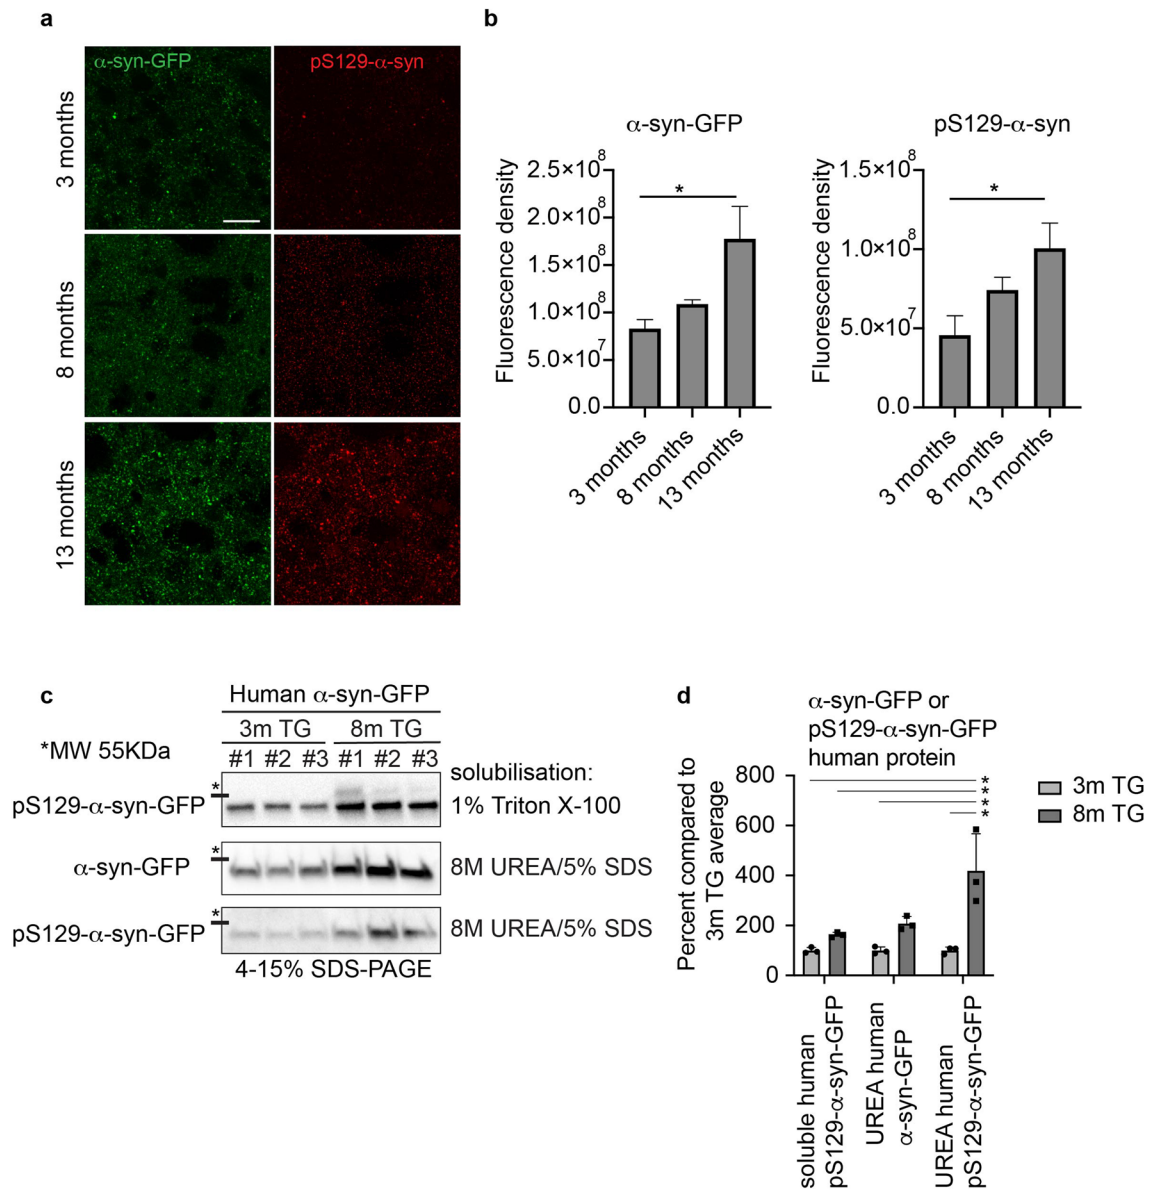 a
α-syn-GFP
pS129-α-syn
3 months
8 months
13 months
b
α-syn-GFP
Fluorescence density
2.5×10⁸
2.0×10⁸
1.5×10⁸
1.0×10⁸
5.0×10⁷
0.0
*
3 months
8 months
13 months
pS129-α-syn
Fluorescence density
1.5×10⁸
1.0×10⁸
5.0×10⁷
0.0
*
3 months
8 months
13 months
c
Human α-syn-GFP
3m TG 8m TG
*MW 55KDa
#1 #2 #3 #1 #2 #3
solubilisation:
*
pS129-α-syn-GFP
1% Triton X-100
*
α-syn-GFP
8M UREA/5% SDS
*
pS129-α-syn-GFP
8M UREA/5% SDS
4-15% SDS-PAGE
d
α-syn-GFP or
pS129-α-syn-GFP
human protein
Percent compared to
3m TG average
800
600
400
200
0
*
*
*
*
3m TG
8m TG
soluble human
pS129-α-syn-GFP
UREA human
α-syn-GFP
UREA human
pS129-α-syn-GFP